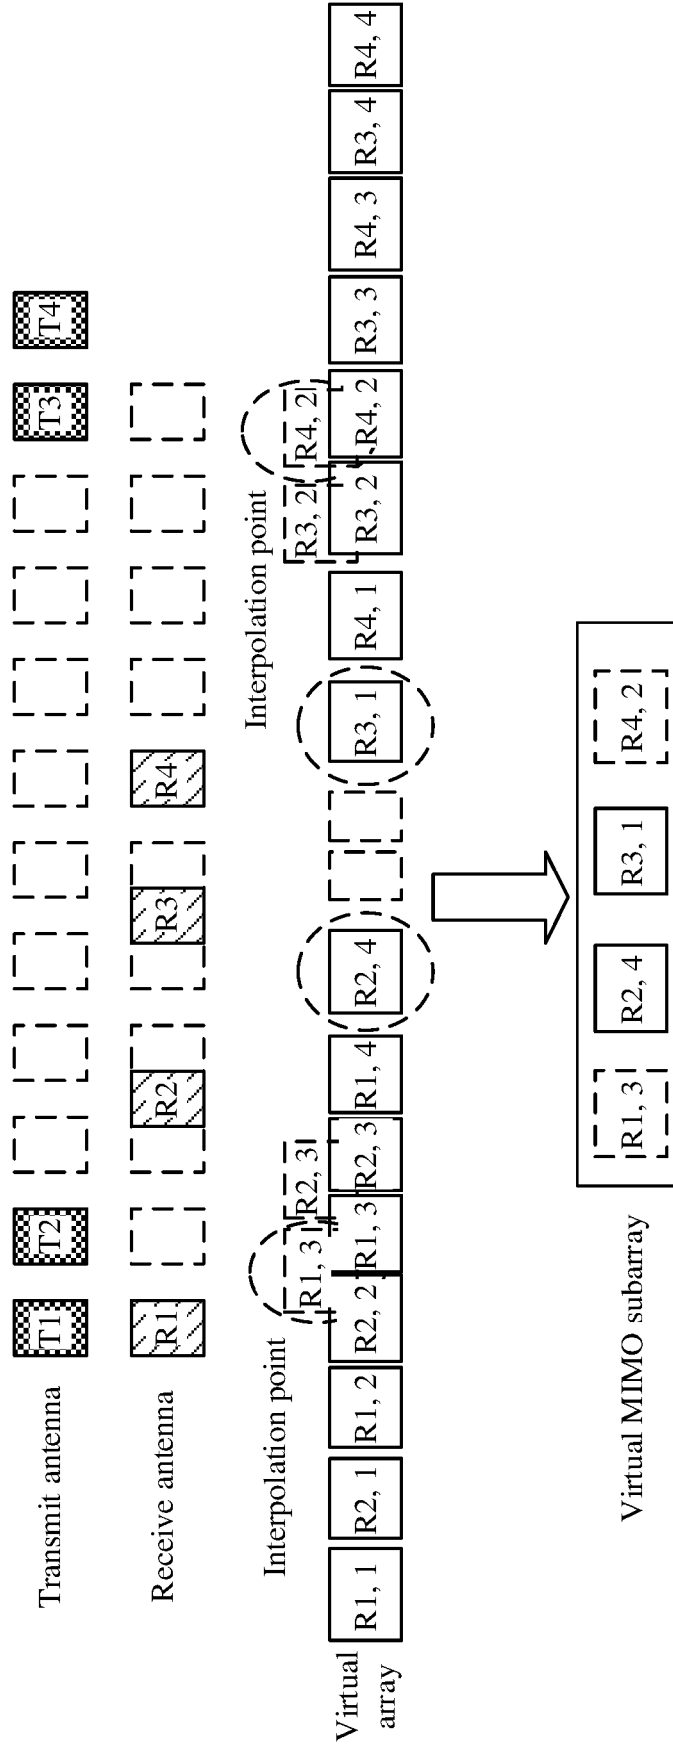 Transmit antenna
T1
T2
T3
T4
Receive antenna
R1
R2
R3
R4
Interpolation point
R1, 3
R2, 3
Interpolation point
R3, 2
R4, 2
Virtual
array
R1, 1
R2, 1
R1, 2
R2, 2
R1, 3
R2, 3
R1, 4
R2, 4
R3, 1
R4, 1
R3, 2
R4, 2
R3, 3
R4, 3
R3, 4
R4, 4
Virtual MIMO subarray
R1, 3
R2, 4
R3, 1
R4, 2